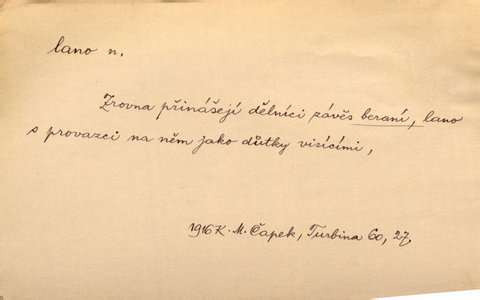 lano n.
Zrovna přinášejí dělníci závěs beraní, lano
s provazci na něm jako důtky visícími,
1916 K. M. Čapek, Turbina 60, 27.